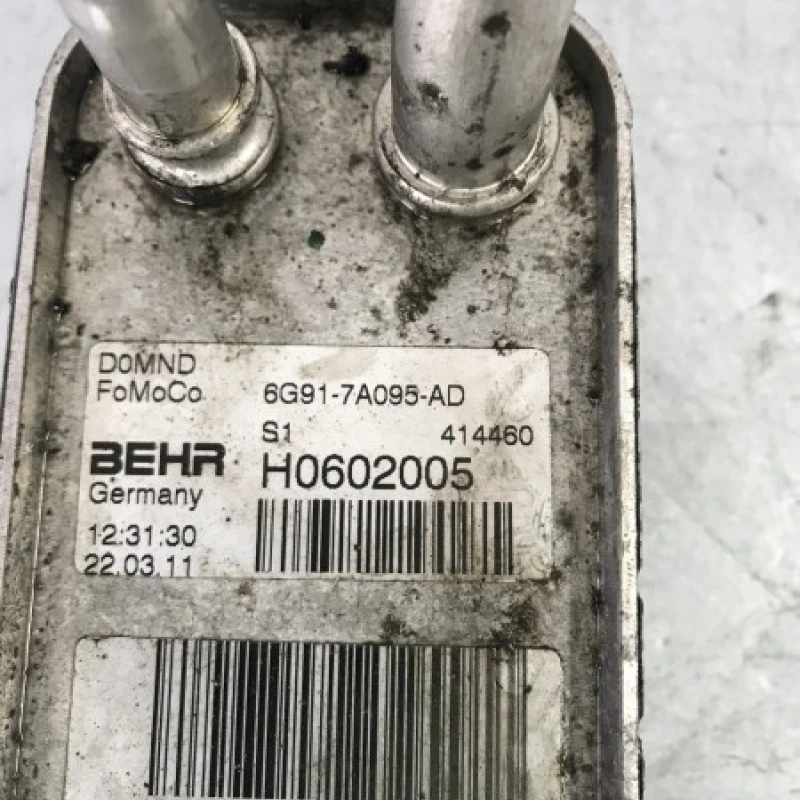 D0MND
FoMoCo 6G91-7A095-AD
S1 414460
BEHR H0602005
Germany
12:31:30
22.03.11